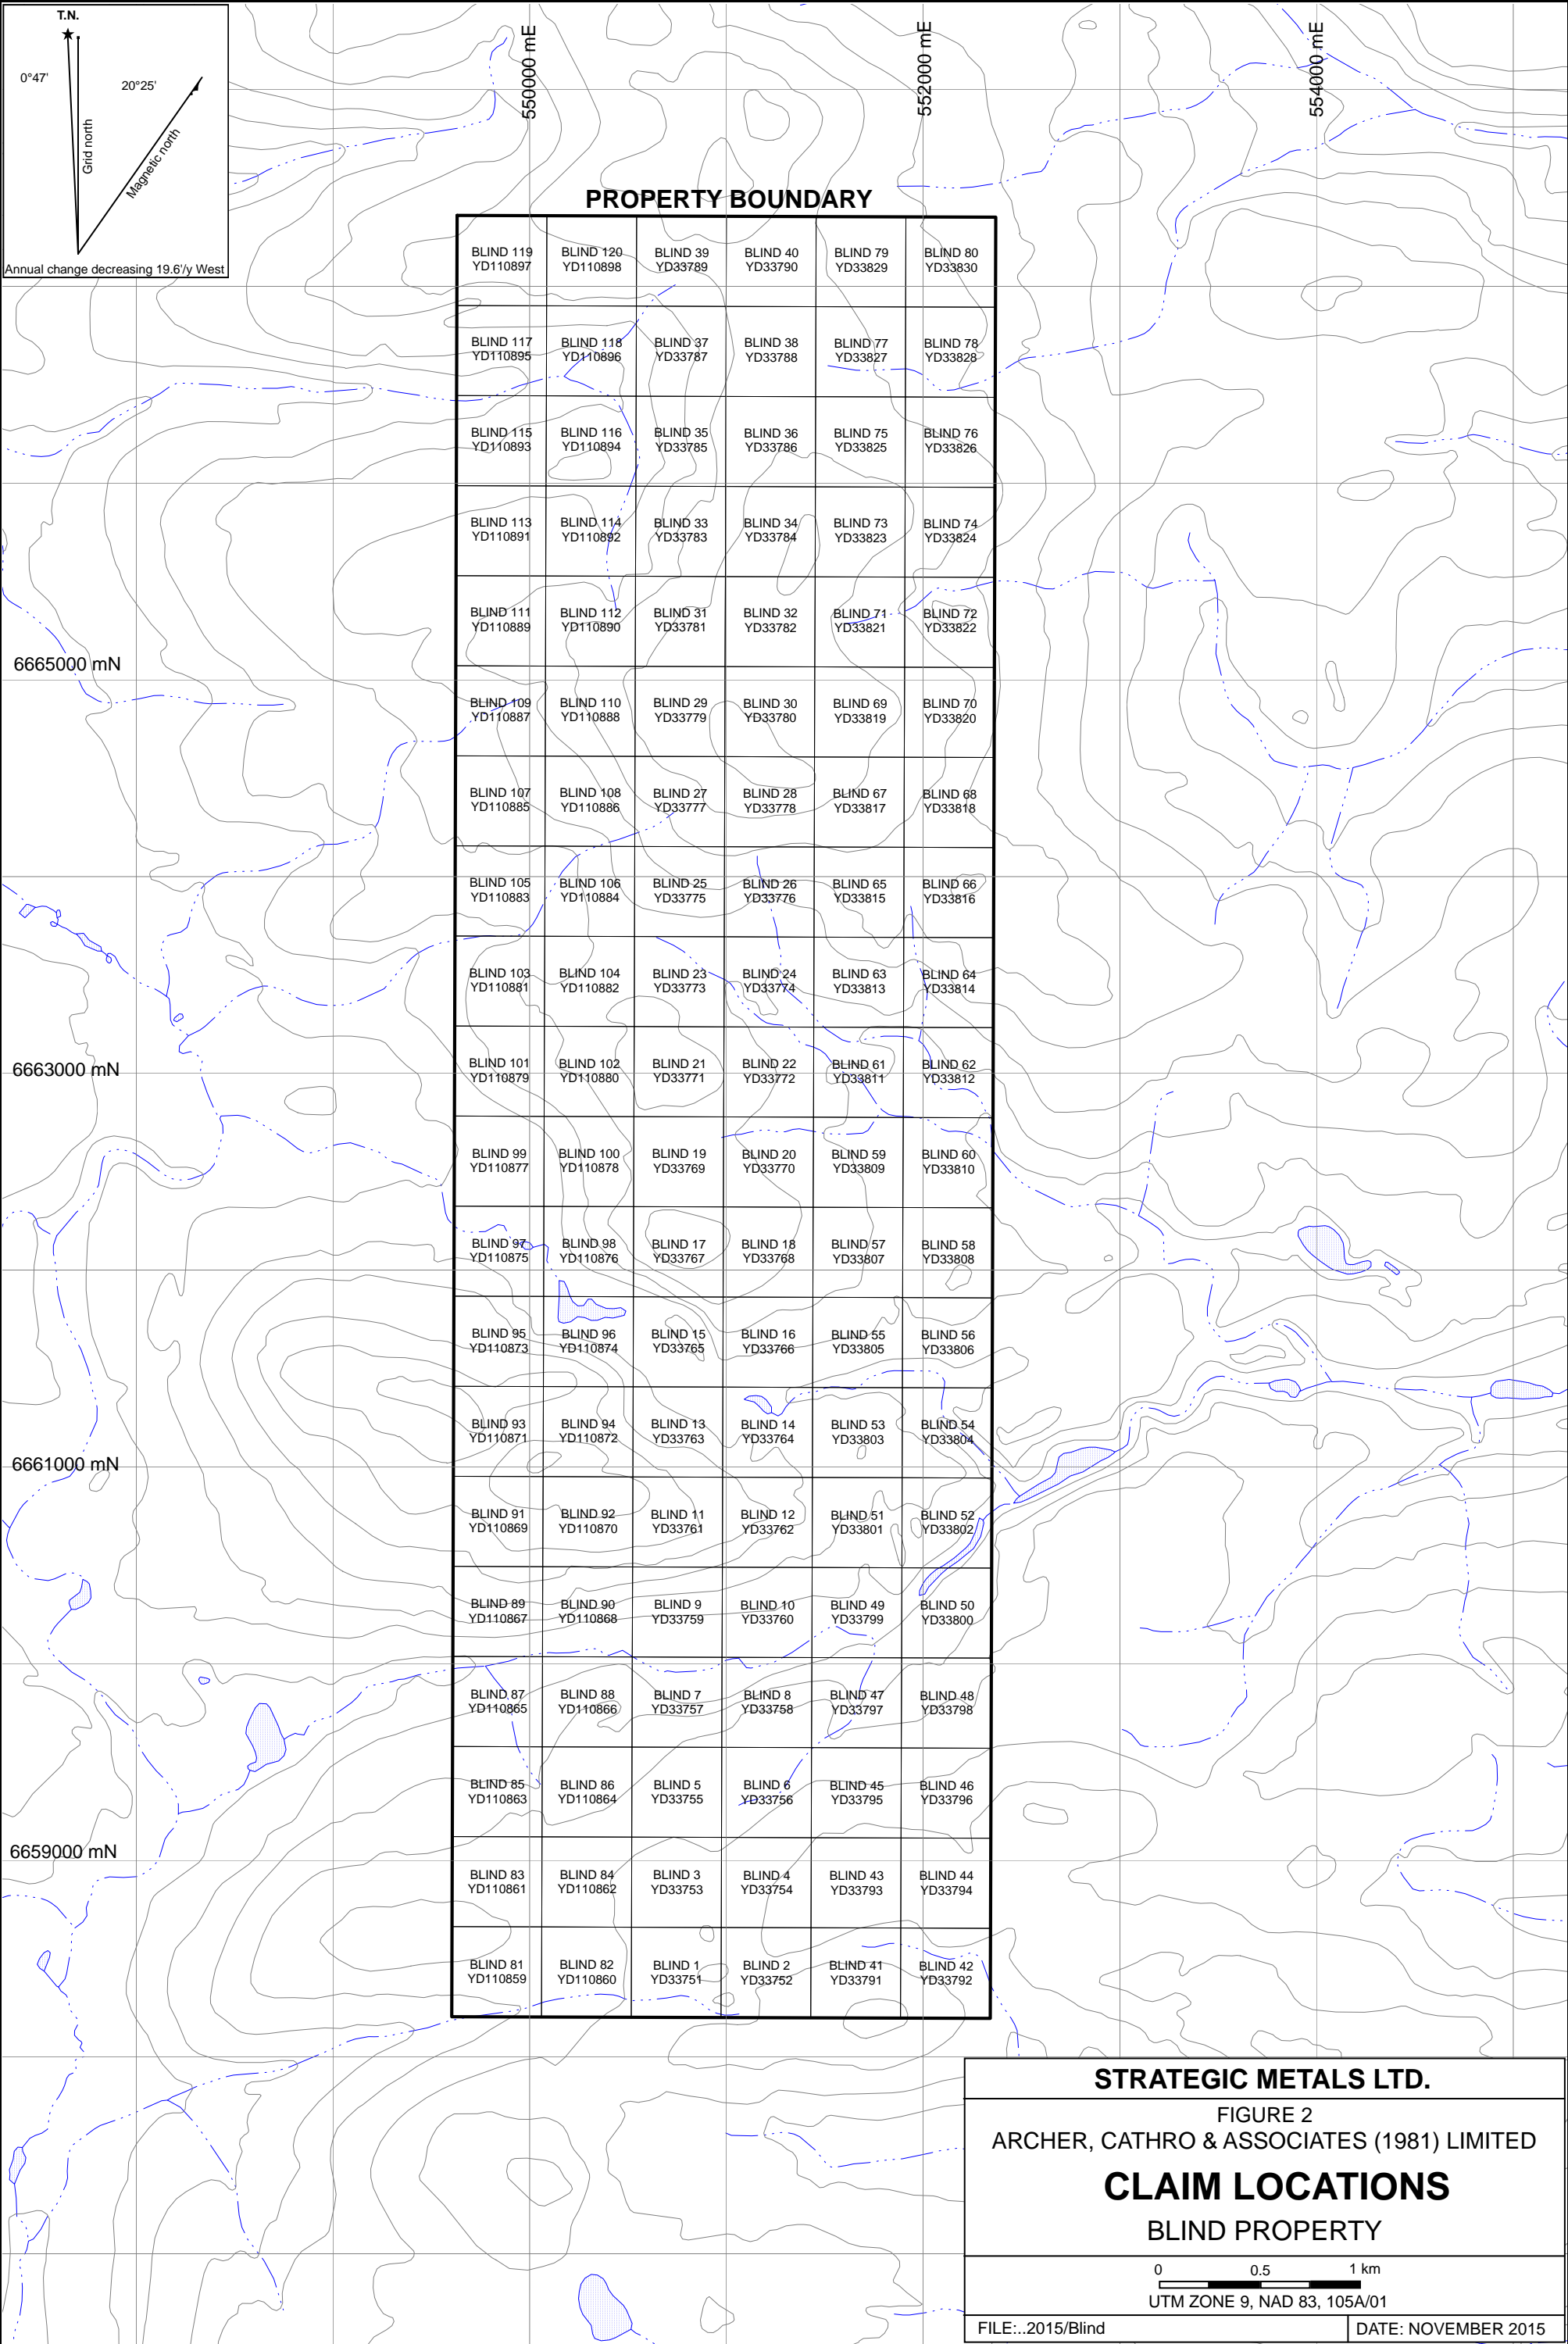 T.N.
0°47'
20°25'
Grid north
Magnetic north
Annual change decreasing 19.6'/y West
550000 mE
552000 mE
554000 mE
PROPERTY BOUNDARY
BLIND 119 BLIND 120 BLIND 39 BLIND 40 BLIND 79 BLIND 80
YD110897 YD110898 YD33789 YD33790 YD33829 YD33830
BLIND 117 BLIND 118 BLIND 37 BLIND 38 BLIND 77 BLIND 78
YD110895 YD110896 YD33787 YD33788 YD33827 YD33828
BLIND 115 BLIND 116 BLIND 35 BLIND 36 BLIND 75 BLIND 76
YD110893 YD110894 YD33785 YD33786 YD33825 YD33826
BLIND 113 BLIND 114 BLIND 33 BLIND 34 BLIND 73 BLIND 74
YD110891 YD110892 YD33783 YD33784 YD33823 YD33824
BLIND 111 BLIND 112 BLIND 31 BLIND 32 BLIND 71 BLIND 72
YD110889 YD110890 YD33781 YD33782 YD33821 YD33822
6665000 mN
BLIND 109 BLIND 110 BLIND 29 BLIND 30 BLIND 69 BLIND 70
YD110887 YD110888 YD33779 YD33780 YD33819 YD33820
BLIND 107 BLIND 108 BLIND 27 BLIND 28 BLIND 67 BLIND 68
YD110885 YD110886 YD33777 YD33778 YD33817 YD33818
BLIND 105 BLIND 106 BLIND 25 BLIND 26 BLIND 65 BLIND 66
YD110883 YD110884 YD33775 YD33776 YD33815 YD33816
BLIND 103 BLIND 104 BLIND 23 BLIND 24 BLIND 63 BLIND 64
YD110881 YD110882 YD33773 YD33774 YD33813 YD33814
6663000 mN
BLIND 101 BLIND 102 BLIND 21 BLIND 22 BLIND 61 BLIND 62
YD110879 YD110880 YD33771 YD33772 YD33811 YD33812
BLIND 99 BLIND 100 BLIND 19 BLIND 20 BLIND 59 BLIND 60
YD110877 YD110878 YD33769 YD33770 YD33809 YD33810
BLIND 97 BLIND 98 BLIND 17 BLIND 18 BLIND 57 BLIND 58
YD110875 YD110876 YD33767 YD33768 YD33807 YD33808
BLIND 95 BLIND 96 BLIND 15 BLIND 16 BLIND 55 BLIND 56
YD110873 YD110874 YD33765 YD33766 YD33805 YD33806
BLIND 93 BLIND 94 BLIND 13 BLIND 14 BLIND 53 BLIND 54
YD110871 YD110872 YD33763 YD33764 YD33803 YD33804
6661000 mN
BLIND 91 BLIND 92 BLIND 11 BLIND 12 BLIND 51 BLIND 52
YD110869 YD110870 YD33761 YD33762 YD33801 YD33802
BLIND 89 BLIND 90 BLIND 9 BLIND 10 BLIND 49 BLIND 50
YD110867 YD110868 YD33759 YD33760 YD33799 YD33800
BLIND 87 BLIND 88 BLIND 7 BLIND 8 BLIND 47 BLIND 48
YD110865 YD110866 YD33757 YD33758 YD33797 YD33798
BLIND 85 BLIND 86 BLIND 5 BLIND 6 BLIND 45 BLIND 46
YD110863 YD110864 YD33755 YD33756 YD33795 YD33796
6659000 mN
BLIND 83 BLIND 84 BLIND 3 BLIND 4 BLIND 43 BLIND 44
YD110861 YD110862 YD33753 YD33754 YD33793 YD33794
BLIND 81 BLIND 82 BLIND 1 BLIND 2 BLIND 41 BLIND 42
YD110859 YD110860 YD33751 YD33752 YD33791 YD33792
STRATEGIC METALS LTD.
FIGURE 2
ARCHER, CATHRO & ASSOCIATES (1981) LIMITED
CLAIM LOCATIONS
BLIND PROPERTY
0 0.5 1 km
UTM ZONE 9, NAD 83, 105A/01
FILE:..2015/Blind DATE: NOVEMBER 2015